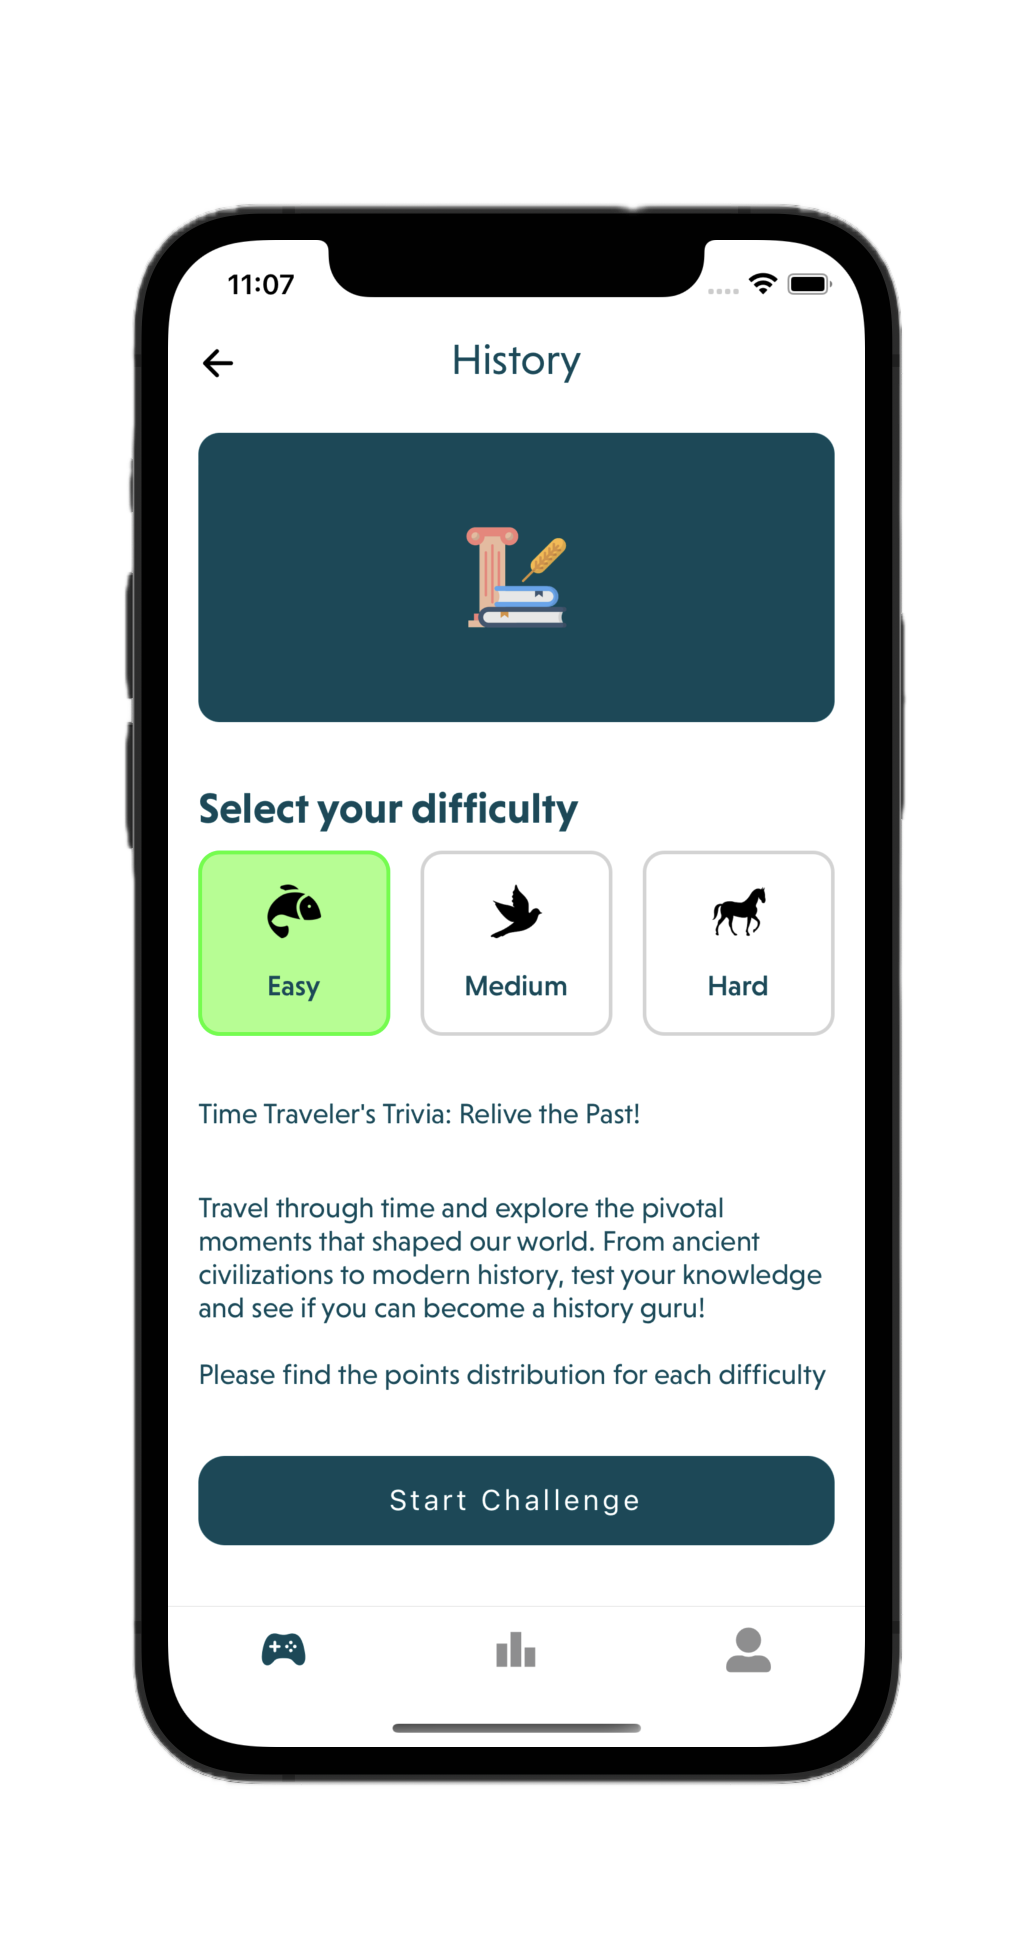 11:07
History
Select your difficulty
Easy
Medium
Hard
Time Traveler's Trivia: Relive the Past!
Travel through time and explore the pivotal
moments that shaped our world. From ancient
civilizations to modern history, test your knowledge
and see if you can become a history guru!
Please find the points distribution for each difficulty
Start Challenge